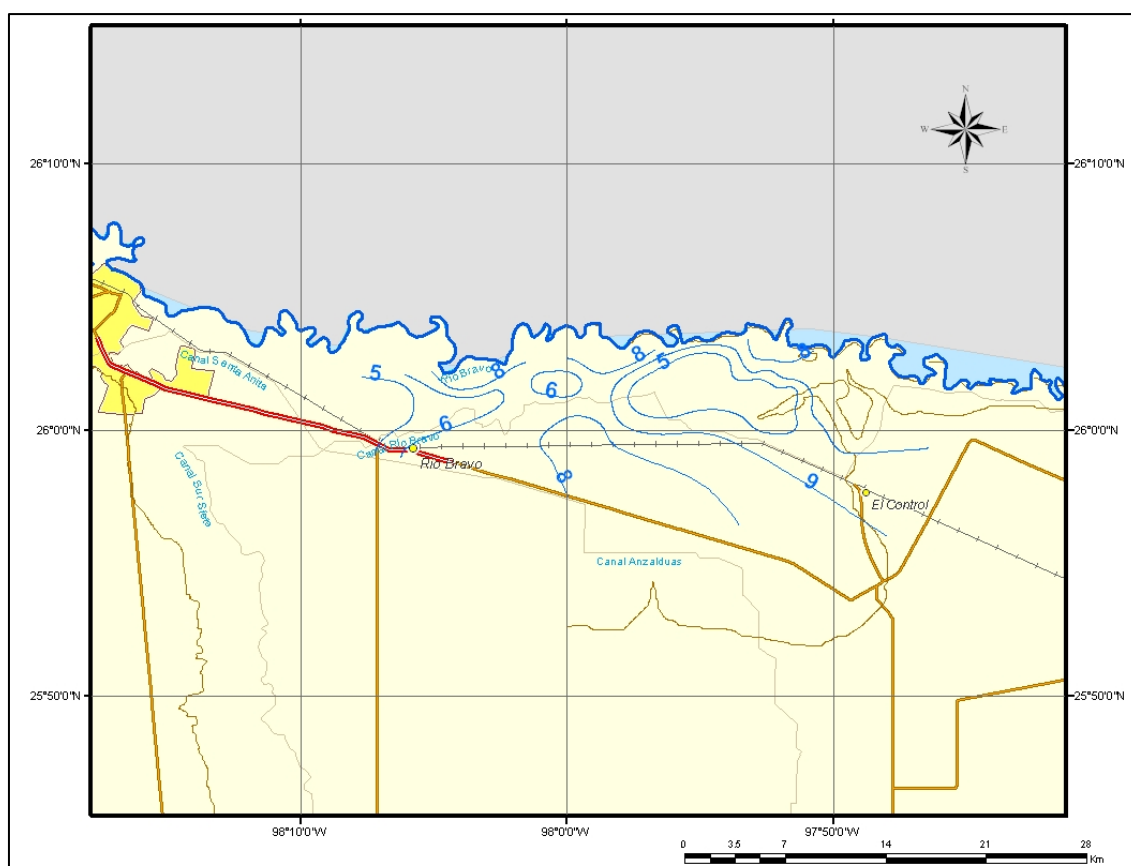 N
W E
S
26°10'0"N 26°10'0"N
Canal Santa Anita
Rio Bravo
8
5
8
5
8
6
6
26°0'0"N 26°0'0"N
Canal Rio Bravo
Rio Bravo
Canal Sur Siete
8
9
El Control
Canal Anzalduas
25°50'0"N 25°50'0"N
98°10'0"W 98°0'0"W 97°50'0"W
0 3.5 7 14 21 28
Km